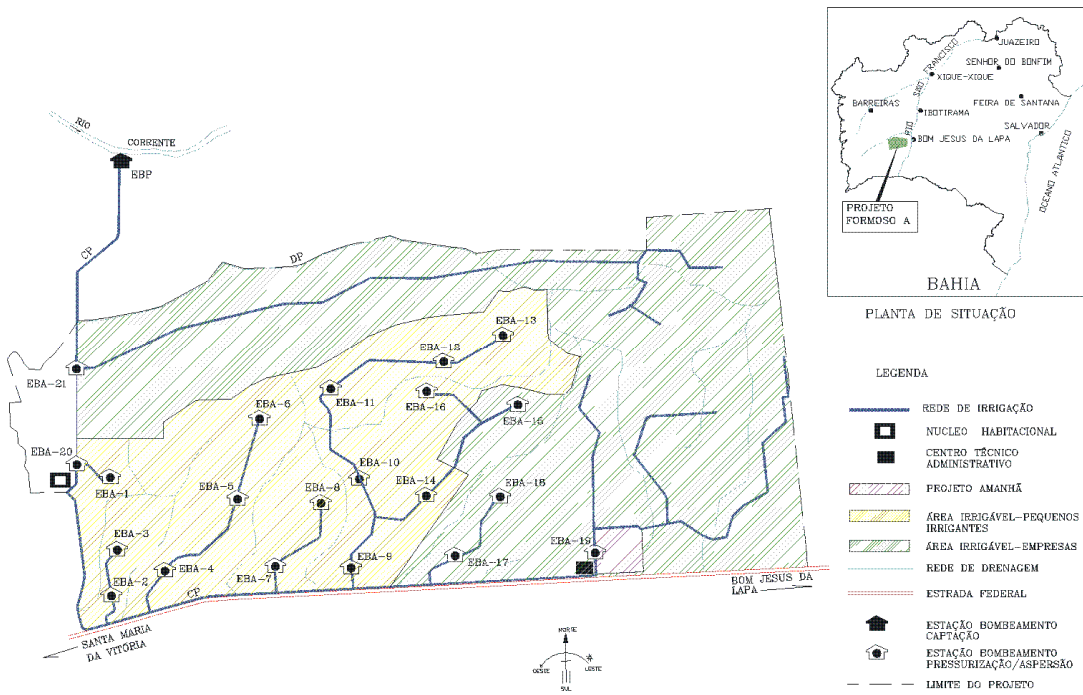 RIO
CORRENTE
EBP
CP
DP
EBA-13
EBA-12
EBA-11
EBA-16
EBA-15
EBA-21
EBA-6
EBA-20
EBA-1
EBA-5
EBA-10
EBA-8
EBA-14
EBA-18
EBA-3
EBA-2
EBA-4
EBA-7
EBA-9
EBA-17
EBA-19
CP
SANTA MARIA
DA VITÓRIA
BOM JESUS DA
LAPA
NORTE
OESTE
LESTE
SUL
JUAZEIRO
SENHOR DO BONFIM
XIQUE-XIQUE
SAO FRANCISCO
BARREIRAS
FEIRA DE SANTANA
IBOTIRAMA
SALVADOR
RIO
BOM JESUS DA LAPA
OCEANO ATLANTICO
PROJETO
FORMOSO A
BAHIA
PLANTA DE SITUAÇÃO
LEGENDA
REDE DE IRRIGAÇÃO
NUCLEO HABITACIONAL
CENTRO TÉCNICO
ADMINISTRATIVO
PROJETO AMANHÃ
ÁREA IRRIGÁVEL-PEQUENOS
IRRIGANTES
ÁREA IRRIGÁVEL-EMPRESAS
REDE DE DRENAGEM
ESTRADA FEDERAL
ESTAÇÃO BOMBEAMENTO
CAPTAÇÃO
ESTAÇÃO BOMBEAMENTO
PRESSURIZAÇÃO/ASPERSÃO
LIMITE DO PROJETO